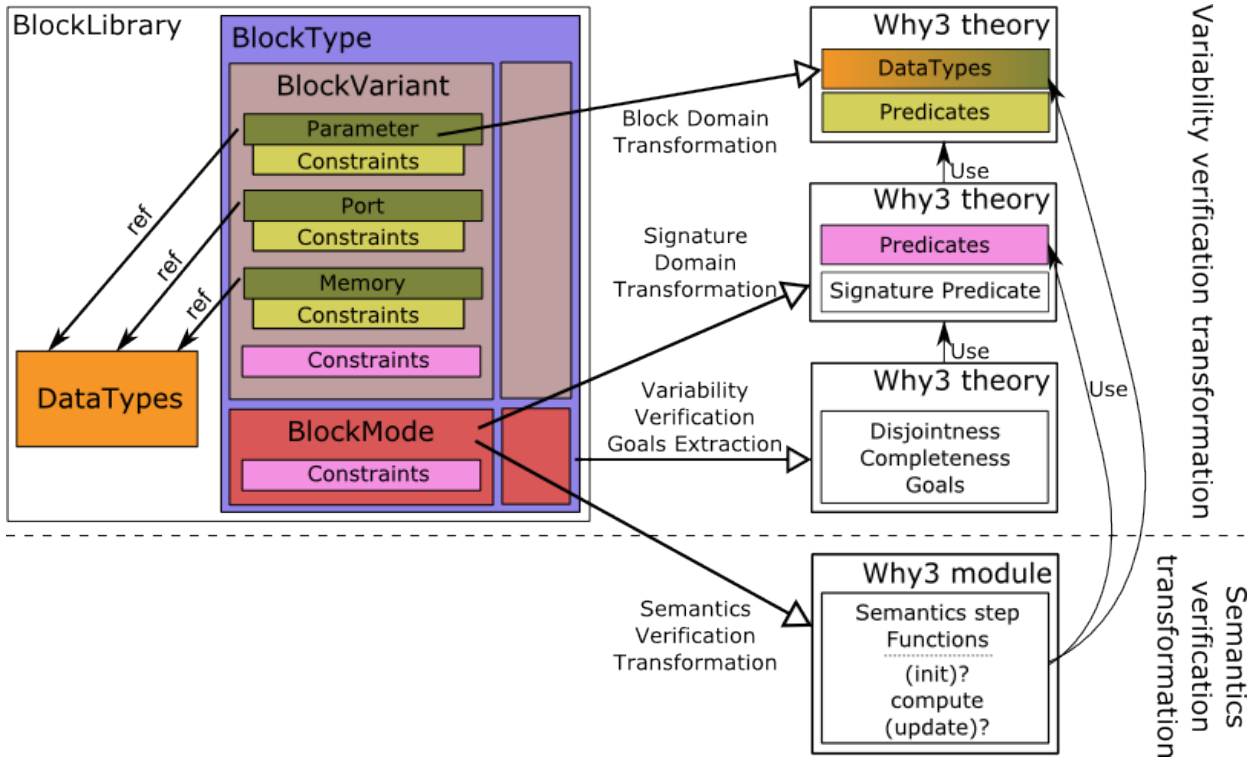 BlockLibrary
BlockType
BlockVariant
Parameter
Constraints
Port
Constraints
Memory
Constraints
Constraints
ref
ref
ref
DataTypes
BlockMode
Constraints
Block Domain
Transformation
Signature
Domain
Transformation
Variability
Verification
Goals Extraction
Semantics
Verification
Transformation
Why3 theory
DataTypes
Predicates
Use
Why3 theory
Predicates
Signature Predicate
Use
Why3 theory
Disjointness
Completeness
Goals
Use
Why3 module
Semantics step
Functions
(init)?
compute
(update)?
Variability verification transformation
Semantics
verification
transformation